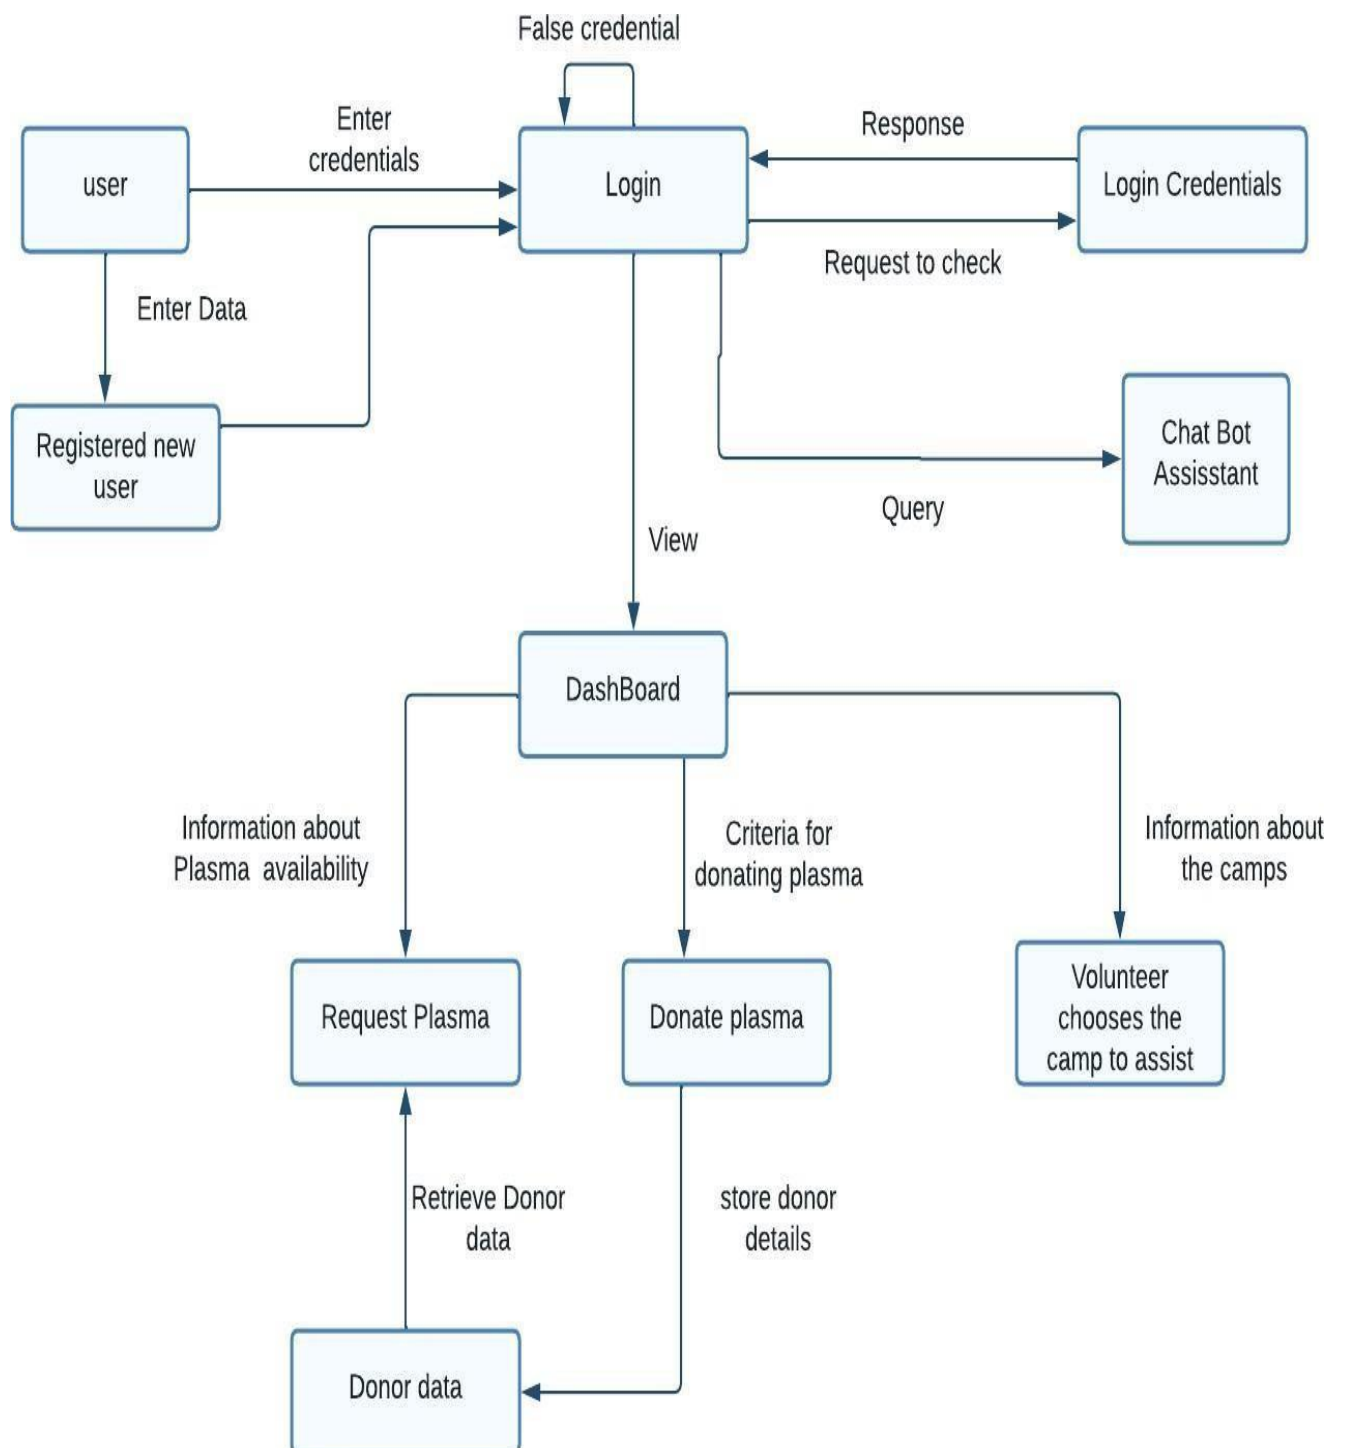 False credential
Enter
credentials
Response
user
Login
Login Credentials
Request to check
Enter Data
Registered new
user
Chat Bot
Assisstant
Query
View
DashBoard
Information about
Plasma  availability
Criteria for
donating plasma
Information about
the camps
Request Plasma
Donate plasma
Volunteer
chooses the
camp to assist
Retrieve Donor
data
store donor
details
Donor data